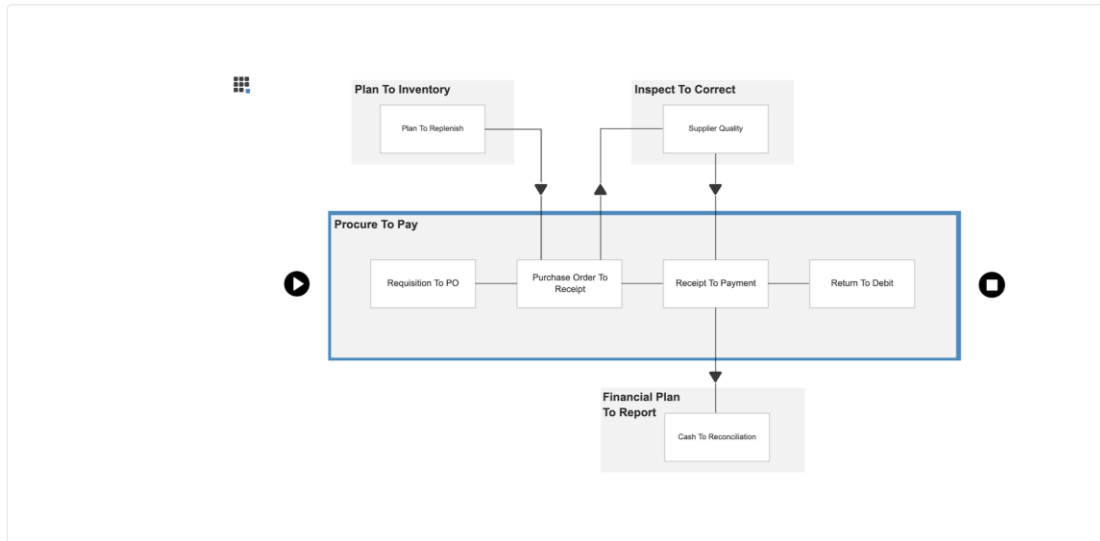 Plan To Inventory
Plan To Replenish
Inspect To Correct
Supplier Quality
Procure To Pay
Requisition To PO
Purchase Order To
Receipt
Receipt To Payment
Return To Debit
Financial Plan
To Report
Cash To Reconciliation